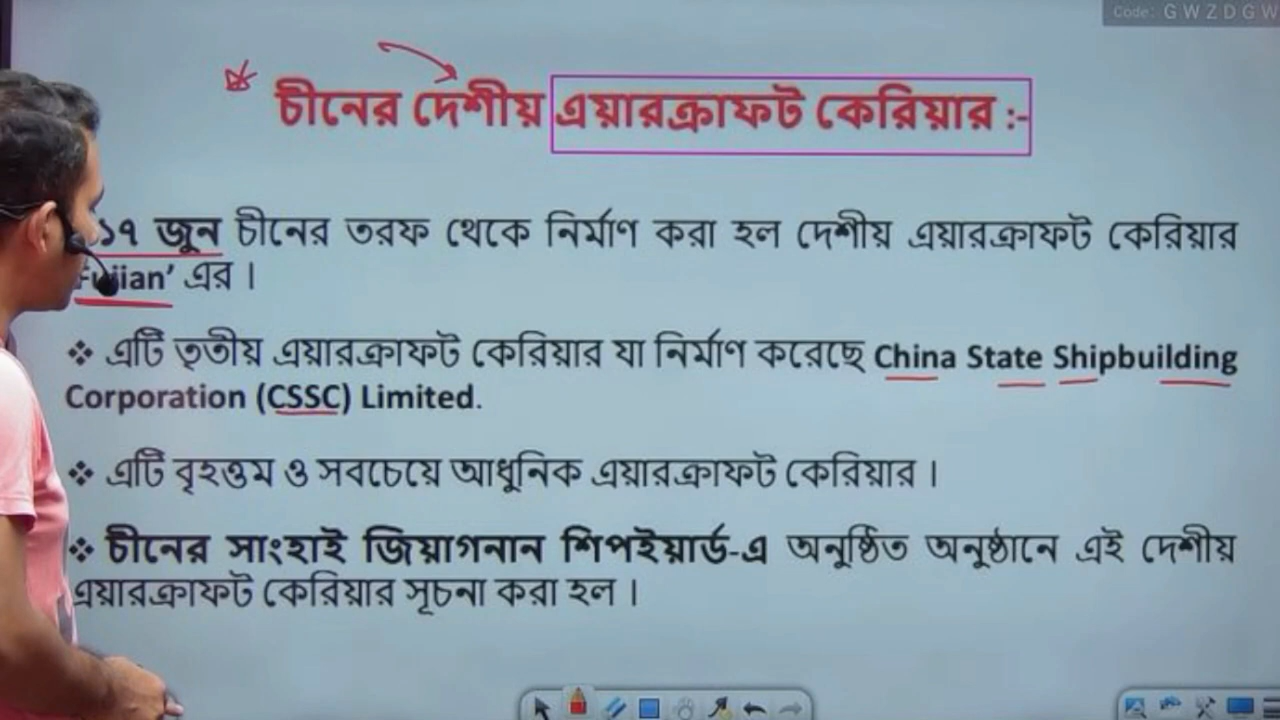 Code: G W Z D G W
চীনের দেশীয় এয়ারক্রাফট কেরিয়ার :-
১৭ জুন চীনের তরফ থেকে নির্মাণ করা হল দেশীয় এয়ারক্রাফট কেরিয়ার
এর ।
❖ এটি তৃতীয় এয়ারক্রাফট কেরিয়ার যা নির্মাণ করেছে China State Shipbuilding
Corporation (CSSC) Limited.
❖ এটি বৃহত্তম ও সবচেয়ে আধুনিক এয়ারক্রাফট কেরিয়ার ।
❖ চীনের সাংহাই জিয়াগনান শিপইয়ার্ড-এ অনুষ্ঠিত অনুষ্ঠানে এই দেশীয়
এয়ারক্রাফট কেরিয়ার সূচনা করা হল ।